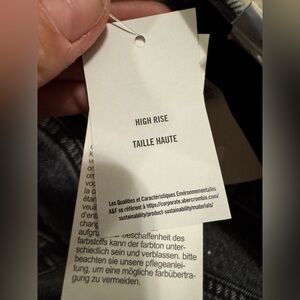 HIGH RISE
TAILLE HAUTE
Les Qualités et Caractéristiques Environnementales
A&F se réfèrent à https://corporate.abercrombie.com/
sustainability/product-sustainability/materials/
beschaffenheit des
farbstoffs kann der farbton unter-
schiedlich sein und verblassen. bitte
beachten sie unsere pflegeanlei-
tung, um eine mögliche farbübertra-
gung zu vermeiden.